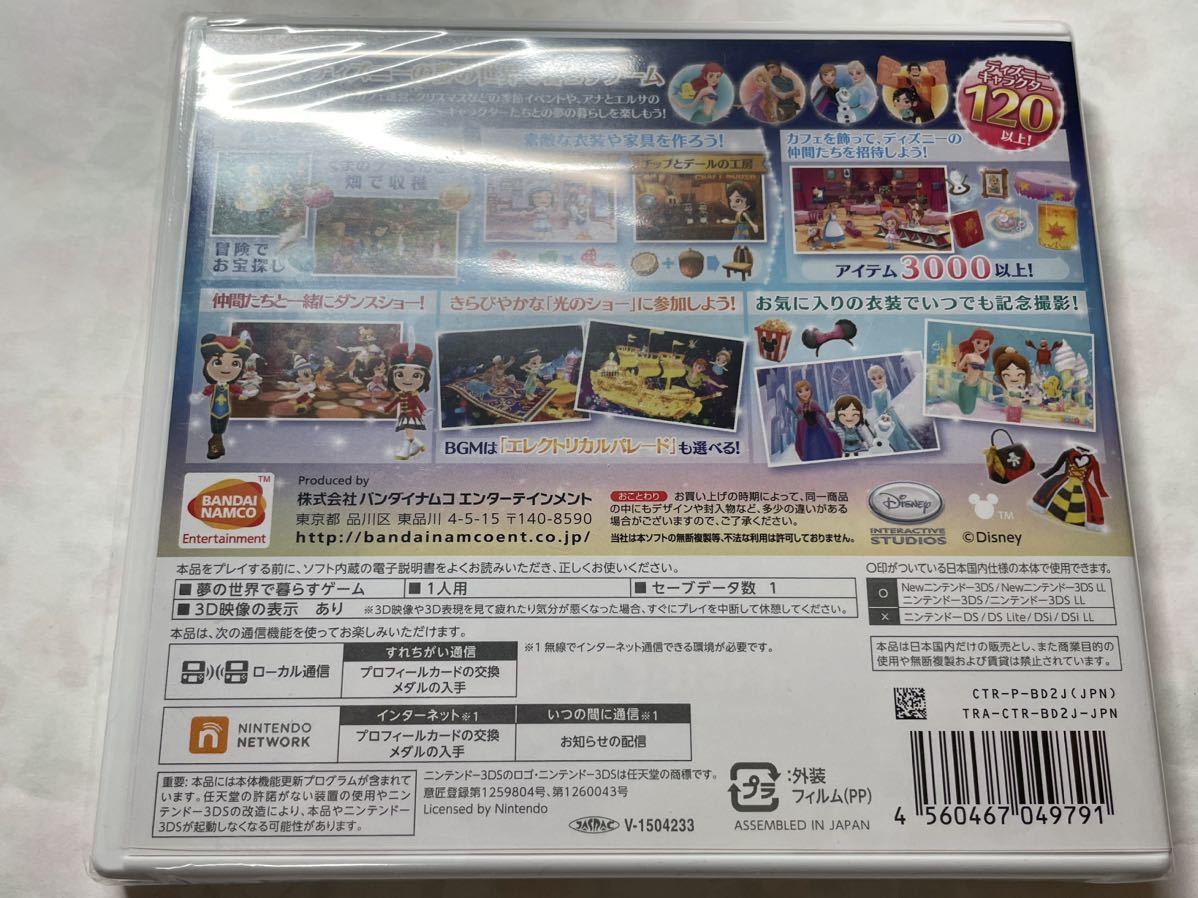 ディズニーの夢の世界で暮らすゲーム
クリスマスなどの季節イベントや、アナとエルサの
キャラクターたちとの夢の暮らしを楽しもう!
ディズニー
キャラクター
120
以上!
素敵な衣装や家具を作ろう!
カフェを飾って、ディズニーの
仲間たちを招待しよう!
畑で収穫
チップとデールの工房
冒険で
お宝探し
アイテム3000以上!
仲間たちと一緒にダンスショー!
きらびやかな「光のショー」に参加しよう!
お気に入りの衣装でいつでも記念撮影!
BGMは「エレクトリカルパレード」も選べる!
BANDAI
NAMCO
Entertainment
TM
Produced by
株式会社 バンダイナムコ エンターテインメント
東京都 品川区 東品川 4-5-15 〒140-8590
http://bandainamcoent.co.jp/
おことわり お買い上げの時期によって、同一商品
の中にもデザインや封入物など、多少の違いがある
場合がございますので、ご了承ください。
当社は本ソフトの無断複製等、不法な利用は許可しておりません。
Disney
INTERACTIVE
STUDIOS
TM
©Disney
本品をプレイする前に、ソフト内蔵の電子説明書をよくお読みいただき、正しくお使いください。
■ 夢の世界で暮らすゲーム ■ 1人用 ■ セーブデータ数 1
■ 3D映像の表示 あり ※3D映像や3D表現を見て疲れたり気分が悪くなった場合、すぐにプレイを中断して休憩してください。
〇印がついている日本国内仕様の本体で使用できます。
○ Newニンテンドー3DS/Newニンテンドー3DS LL
ニンテンドー3DS/ニンテンドー3DS LL
× ニンテンドーDS/DS Lite/DSi/DSi LL
本品は、次の通信機能を使ってお楽しみいただけます。
ローカル通信
すれちがい通信
プロフィールカードの交換
メダルの入手
※1 無線でインターネット通信できる環境が必要です。
本品は日本国内だけの販売とし、また商業目的の
使用や無断複製および賃貸は禁止されています。
NINTENDO
NETWORK
インターネット※1
プロフィールカードの交換
メダルの入手
いつの間に通信※1
お知らせの配信
CTR-P-BD2J(JPN)
TRA-CTR-BD2J-JPN
重要: 本品には本体機能更新プログラムが含まれて
います。任天堂の許諾がない装置の使用やニン
テンドー3DSの改造により、本品やニンテンドー
3DSが起動しなくなる可能性があります。
ニンテンドー3DSのロゴ・ニンテンドー3DSは任天堂の商標です。
意匠登録第1259804号、第1260043号
Licensed by Nintendo
JASRAC V-1504233
プラ
:外装
フィルム(PP)
ASSEMBLED IN JAPAN
4 560467 049791